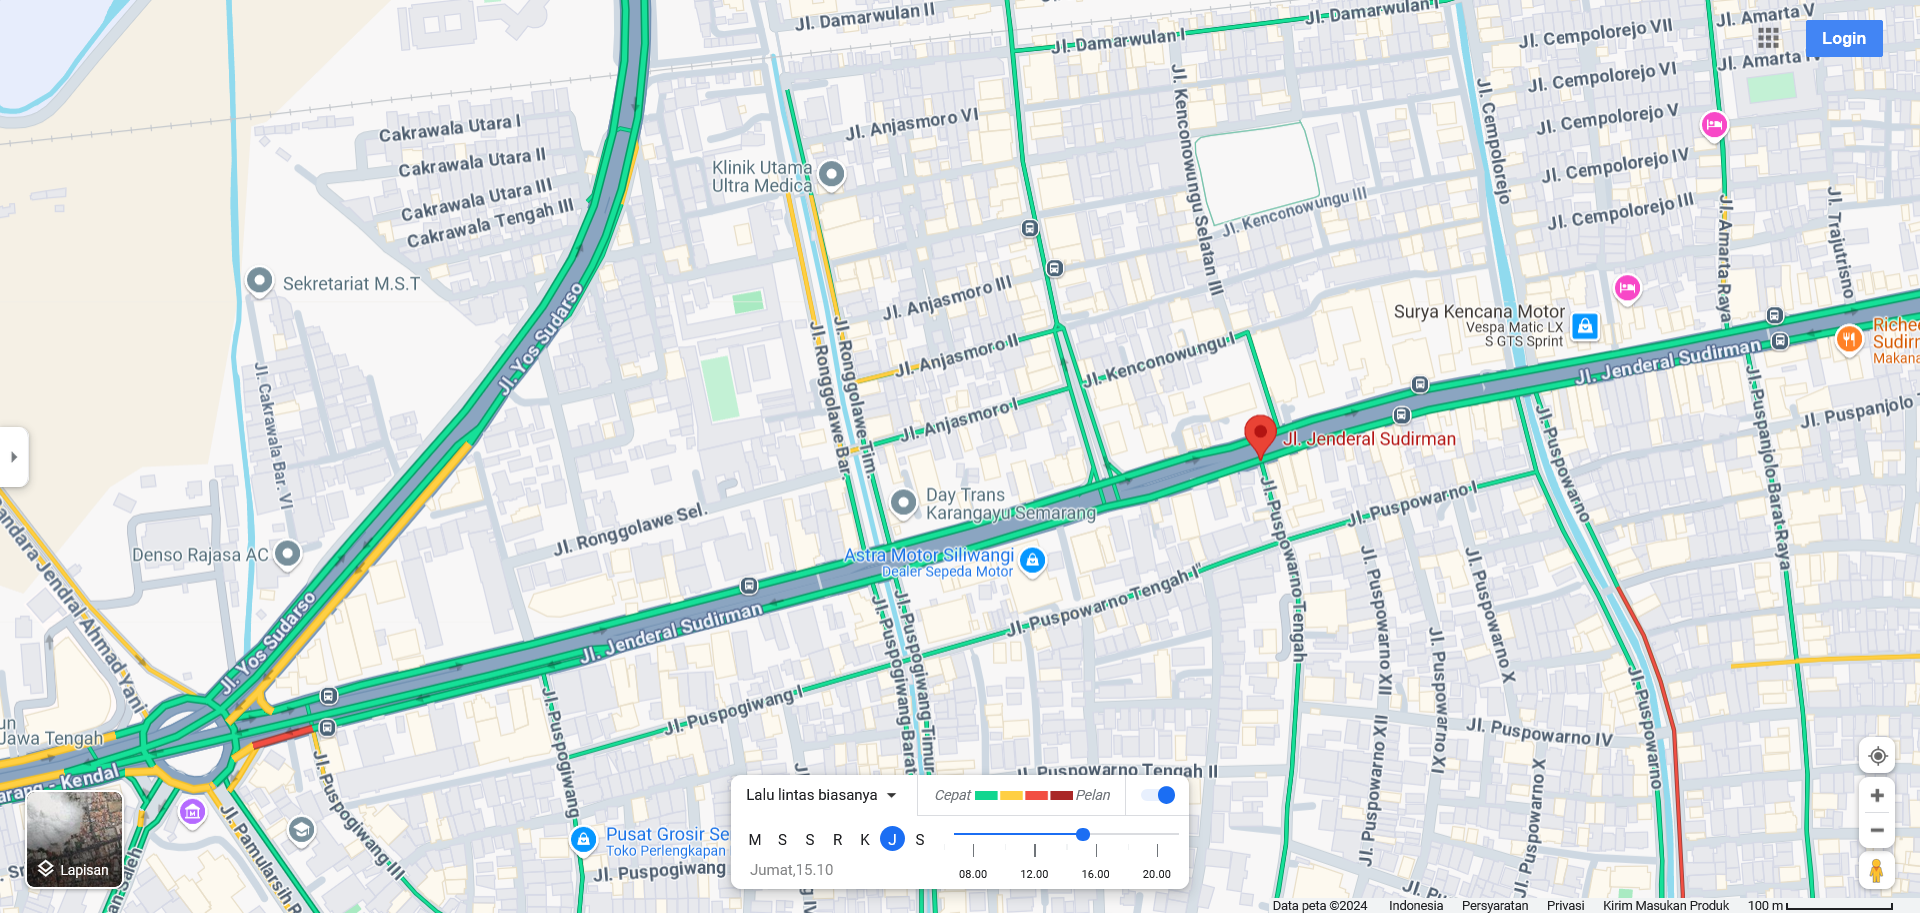 Jl. Damarwulan II
Jl. Damarwulan I
Jl. Damarwulan I
Jl. Amarta V
Jl. Cempolorejo VII
Login
Jl. Amarta IV
Jl. Cempolorejo VI
Jl. Cempolorejo V
Jl. Cempolorejo IV
Jl. Cempolorejo III
Jl. Cempolorejo
Jl. Kenconowungu Selatan III
Jl. Kenconowungu III
Jl. Amarta Raya
Jl. Trajutrisno
Cakrawala Utara I
Cakrawala Utara II
Cakrawala Utara III
Cakrawala Tengah III
Jl. Anjasmoro VI
Klinik Utama
Ultra Medica
Sekretariat M.S.T
Jl. Yos Sudarso
Jl. Anjasmoro III
Jl. Anjasmoro II
Jl. Anjasmoro I
Jl. Kenconowungu I
Jl. Ronggolawe Tim.
Jl. Ronggolawe Bar.
Surya Kencana Motor
Vespa Matic LX
S GTS Sprint
Jl. Jenderal Sudirman
Jl. Puspanjolo
Jl. Puspanjolo Barat Raya
Makana
Jl. Cakrawala Bar. VI
Jl. Jenderal Sudirman
Day Trans
Karangayu Semarang
Jl. Ronggolawe Sel.
Astra Motor Siliwangi
Dealer Sepeda Motor
Denso Rajasa AC
andara Jendral Ahmad Yani
Jl. Yos Sudarso
Jl. Jenderal Sudirman
Jl. Puspowarno I
Jl. Puspowarno
Jl. Puspowarno Tengah
Jl. Puspowarno Tengah I
Jl. Puspowarno XII
Jl. Puspowarno XI
Jl. Puspowarno X
Jl. Puspowarno IV
Jl. Puspowarno
Jl. Puspowarno XII
Jl. Puspowarno X
Jl. Puspowarno Tengah II
Jl. Puspogiwang Barat
Jl. Puspogiwang Timur
Jl. Puspogiwang I
Jl. Puspogiwang
Jl. Puspogiwang III
Jl. Puspogiwang
Jl. Pamularsih R
Jawa Tengah
arang - Kendal
Pusat Grosir Se
Toko Perlengkapan
Lapisan
Lalu lintas biasanya
Cepat
Pelan
M S S R K J S
Jumat,15.10
08.00 12.00 16.00 20.00
Data peta ©2024 Indonesia Persyaratan Privasi Kirim Masukan Produk 100 m